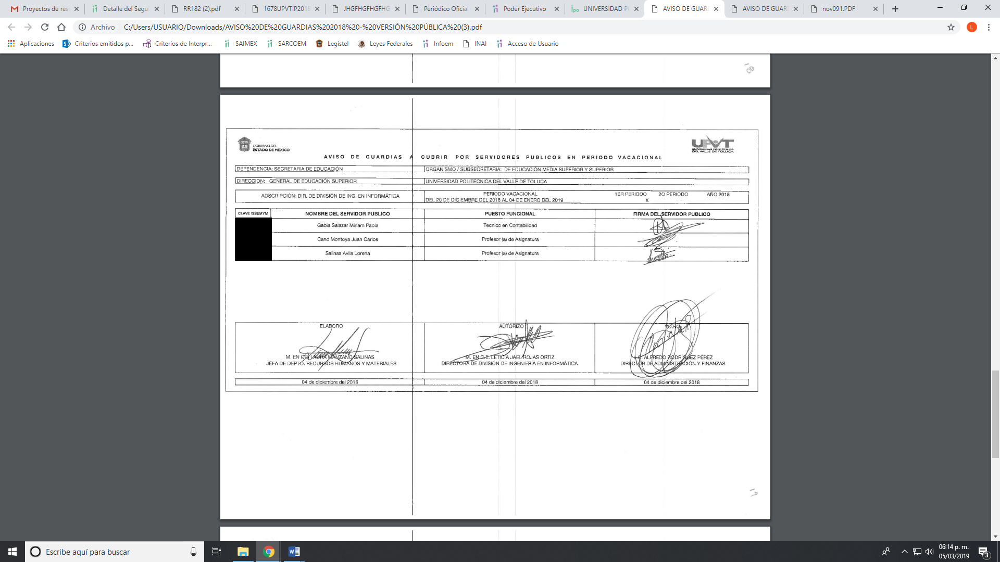 Proyectos de res
Detalle del Segui
RR182 (2).pdf
1678UPVTIP2018
JHGFHGFHGFHG
Periódico Oficial
Poder Ejecutivo
UNIVERSIDAD PO
AVISO DE GUAR
AVISO DE GUAR
nov091.PDF
Archivo | C:/Users/USUARIO/Downloads/AVISO%20DE%20GUARDIAS%202018%20-%20VERSIÓN%20PÚBLICA%20(3).pdf
L
Aplicaciones
Criterios emitidos p...
Criterios de Interpr...
SAIMEX
SARCOEM
Legistel
Leyes Federales
Infoem
INAI
Acceso de Usuario
GOBIERNO DEL
ESTADO DE MÉXICO
UPVT
UNIVERSIDAD POLITECNICA
DEL VALLE DE TOLUCA
AVISO DE GUARDIAS A CUBRIR POR SERVIDORES PUBLICOS EN PERIODO VACACIONAL
DEPENDENCIA: SECRETARIA DE EDUCACIÓN
ORGANISMO / SUBSECRETARIA: DE EDUCACIÓN MEDIA SUPERIOR Y SUPERIOR
DIRECCION: GENERAL DE EDUCACIÓN SUPERIOR
UNIVERSIDAD POLITECNICA DEL VALLE DE TOLUCA
ADSCRIPCIÓN: DIR. DE DIVISIÓN DE ING. EN INFORMÁTICA
PERIODO VACACIONAL 1ER PERIODO 2O PERIODO AÑO 2018
DEL 20 DE DICIEMBRE DEL 2018 AL 04 DE ENERO DEL 2019 X
CLAVE ISSEMYM NOMBRE DEL SERVIDOR PUBLICO PUESTO FUNCIONAL FIRMA DEL SERVIDOR PUBLICO
Gabia Salazar Miriam Paola Tecnico en Contabilidad
Cano Montoya Juan Carlos Profesor (a) de Asignatura
Salinas Avila Lorena Profesor (a) de Asignatura
ELABORO AUTORIZO VO.BO.
M. EN CP. LAURA MANZANO SALINAS
JEFA DE DEPTO. RECURSOS HUMANOS Y MATERIALES
M. EN C.E. LETICIA JAEL ROJAS ORTIZ
DIRECTORA DE DIVISIÓN DE INGENIERÍA EN INFORMÁTICA
L.C. ALFREDO RODRÍGUEZ PÉREZ
DIRECTOR DE ADMINISTRACIÓN Y FINANZAS
04 de diciembre del 2018 04 de diciembre del 2018 04 de diciembre del 2018
Escribe aquí para buscar
06:14 p. m.
05/03/2019
3